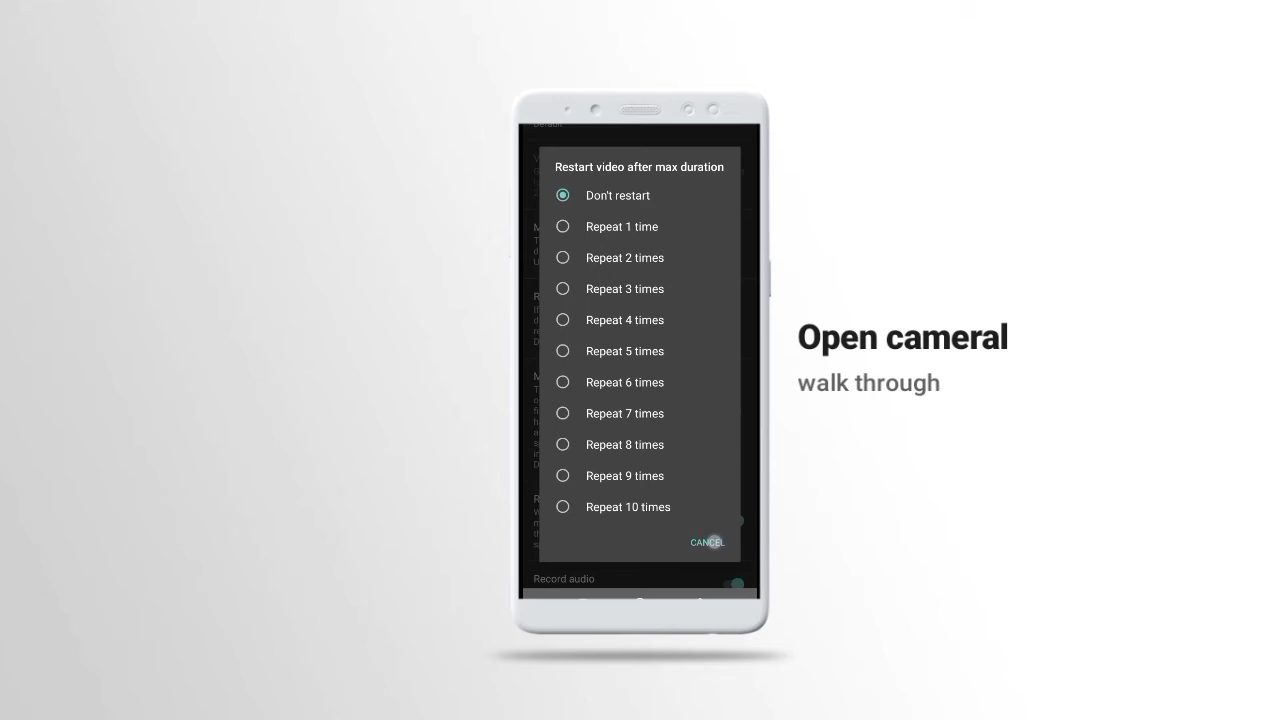 Default
Restart video after max duration
Don't restart
Repeat 1 time
Repeat 2 times
Repeat 3 times
Repeat 4 times
Repeat 5 times
Repeat 6 times
Repeat 7 times
Repeat 8 times
Repeat 9 times
Repeat 10 times
CANCEL
Record audio
Open cameral
walk through